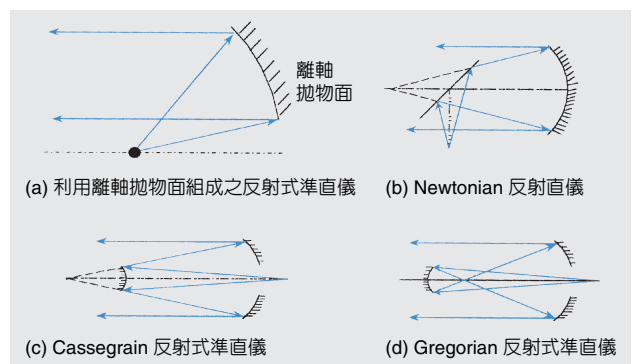 離軸
拋物面
(a) 利用離軸拋物面組成之反射式準直儀
(b) Newtonian 反射直儀
(c) Cassegrain 反射式準直儀
(d) Gregorian 反射式準直儀